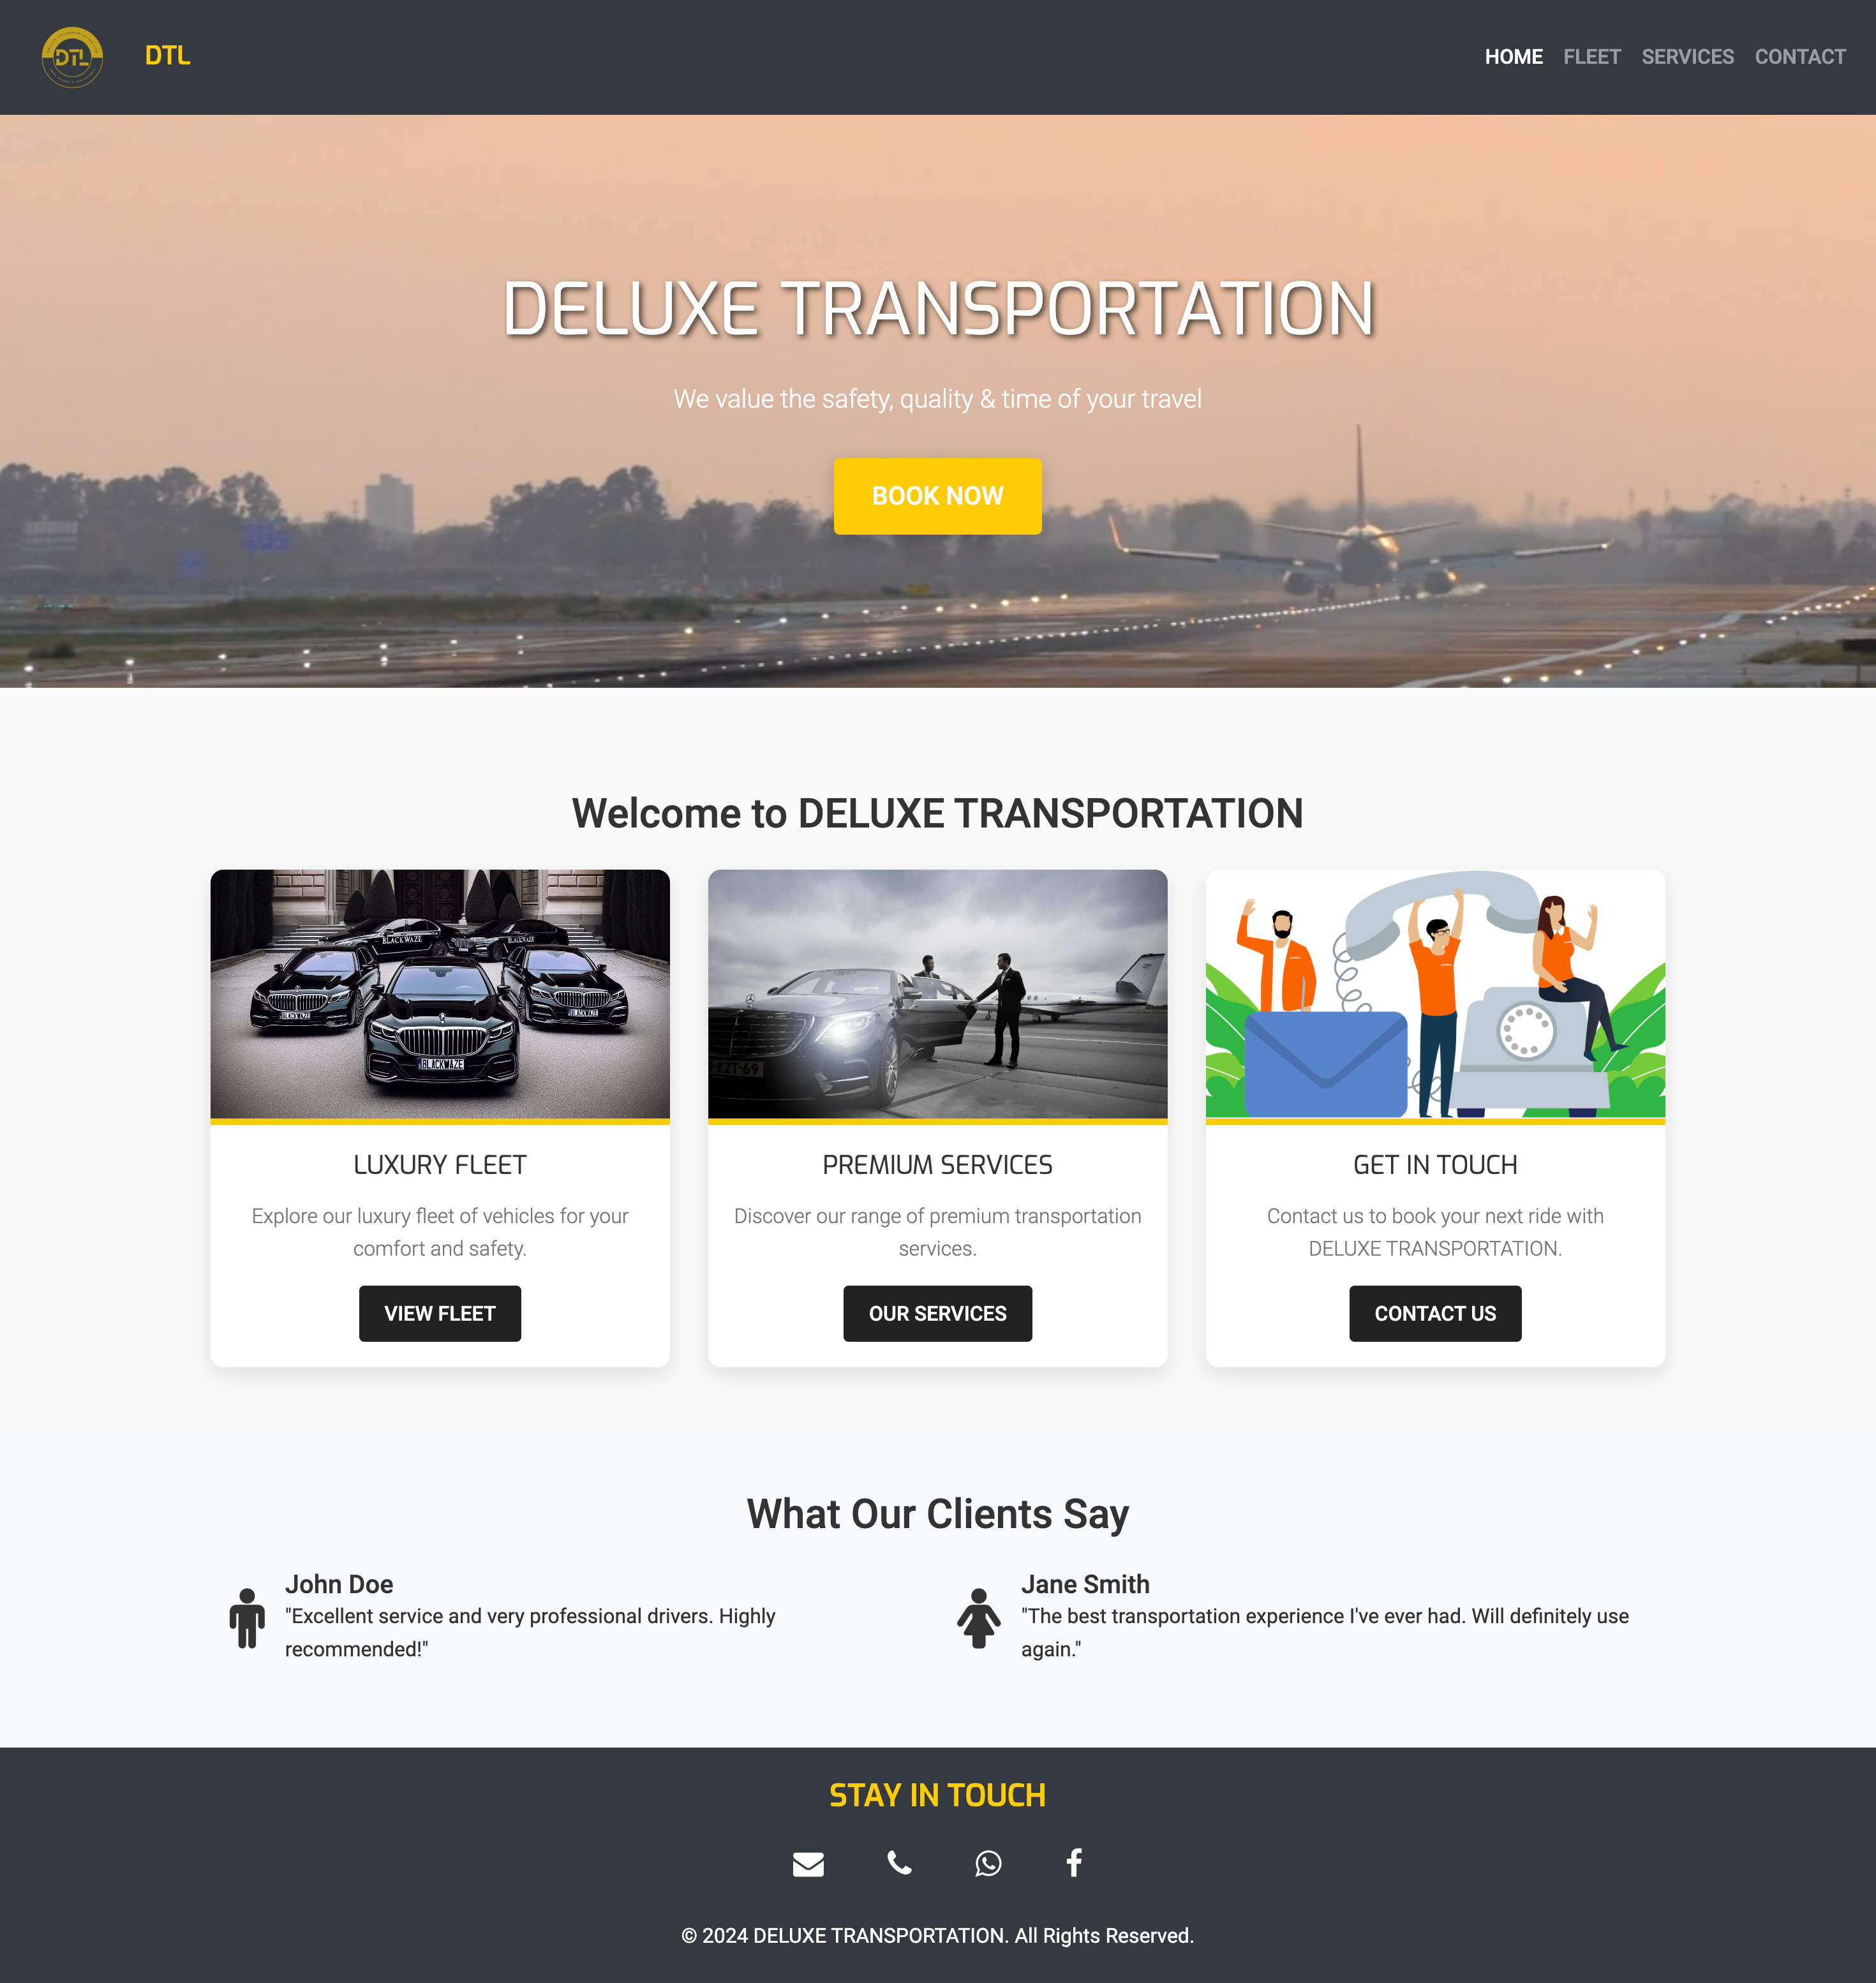 DTL
DTL
HOME FLEET SERVICES CONTACT
DELUXE TRANSPORTATION
We value the safety, quality & time of your travel
BOOK NOW
Welcome to DELUXE TRANSPORTATION
BLACKWAZE
BLACKWAZE
LUXURY FLEET
Explore our luxury fleet of vehicles for your
comfort and safety.
VIEW FLEET
KZT-69
PREMIUM SERVICES
Discover our range of premium transportation
services.
OUR SERVICES
GET IN TOUCH
Contact us to book your next ride with
DELUXE TRANSPORTATION.
CONTACT US
What Our Clients Say
John Doe
"Excellent service and very professional drivers. Highly
recommended!"
Jane Smith
"The best transportation experience I've ever had. Will definitely use
again."
STAY IN TOUCH
© 2024 DELUXE TRANSPORTATION. All Rights Reserved.